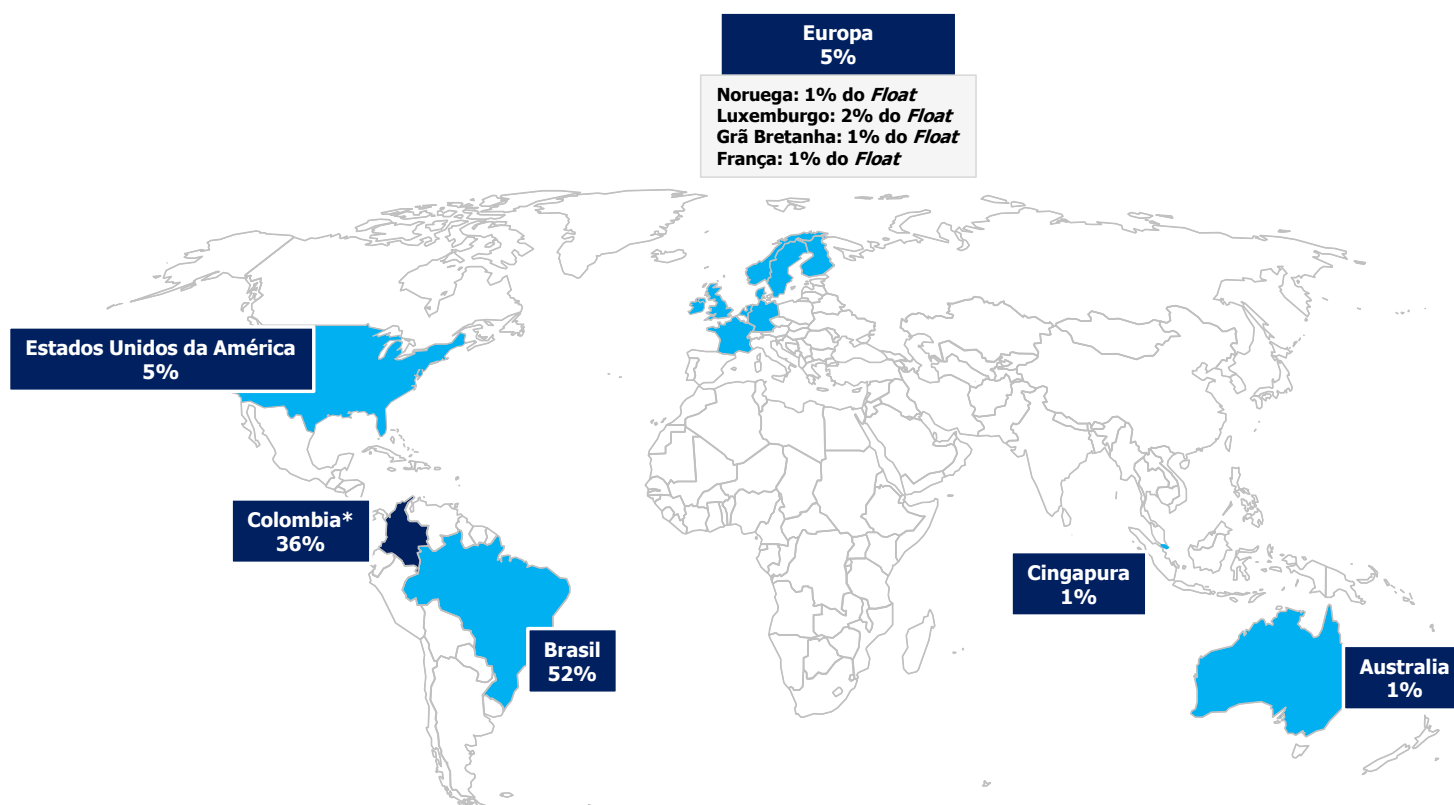 Europa
5%
Noruega: 1% do Float
Luxemburgo: 2% do Float
Grã Bretanha: 1% do Float
França: 1% do Float
Estados Unidos da América
5%
Colombia*
36%
Brasil
52%
Cingapura
1%
Australia
1%